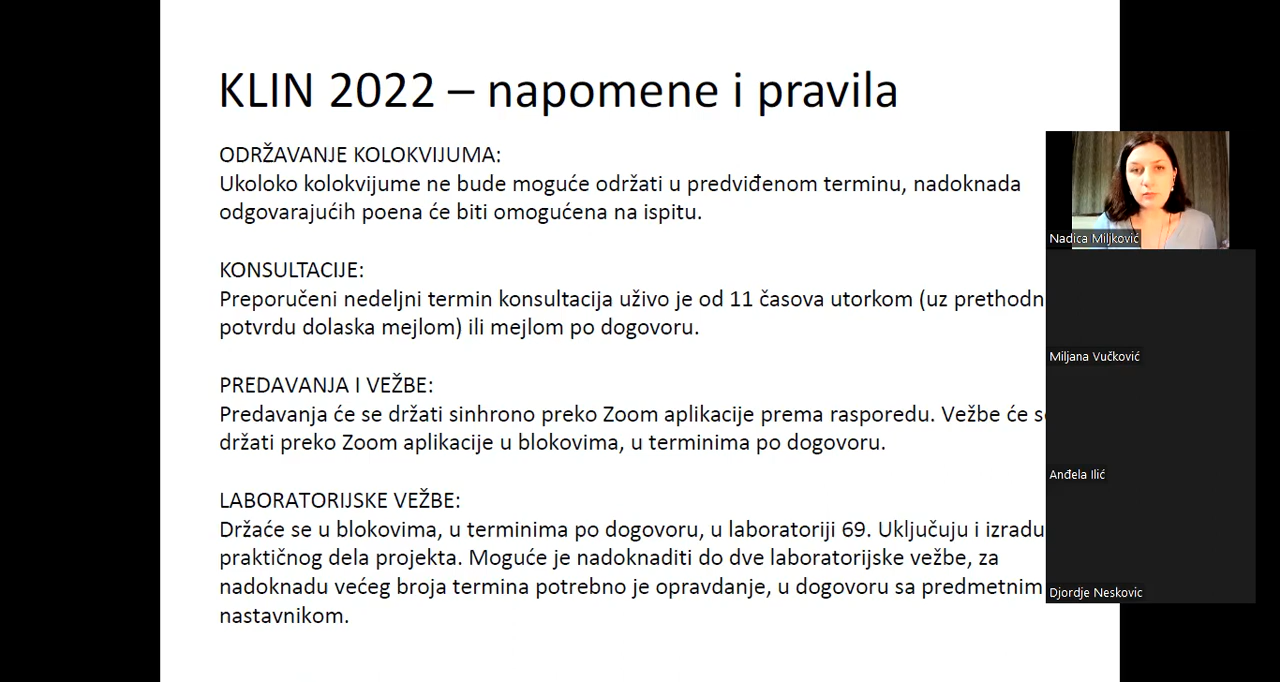 KLIN 2022 – napomene i pravila
ODRŽAVANJE KOLOKVIJUMA:
Ukoloko kolokvijume ne bude moguće održati u predviđenom terminu, nadoknada
odgovarajućih poena će biti omogućena na ispitu.
KONSULTACIJE:
Preporučeni nedeljni termin konsultacija uživo je od 11 časova utorkom (uz prethodn
potvrdu dolaska mejlom) ili mejlom po dogovoru.
PREDAVANJA I VEŽBE:
Predavanja će se držati sinhrono preko Zoom aplikacije prema rasporedu. Vežbe će s
držati preko Zoom aplikacije u blokovima, u terminima po dogovoru.
LABORATORIJSKE VEŽBE:
Držaće se u blokovima, u terminima po dogovoru, u laboratoriji 69. Uključuju i izradu
praktičnog dela projekta. Moguće je nadoknaditi do dve laboratorijske vežbe, za
nadoknadu većeg broja termina potrebno je opravdanje, u dogovoru sa predmetnim
nastavnikom.
Nadica Miljković
Miljana Vučković
Anđela Ilić
Djordje Neskovic